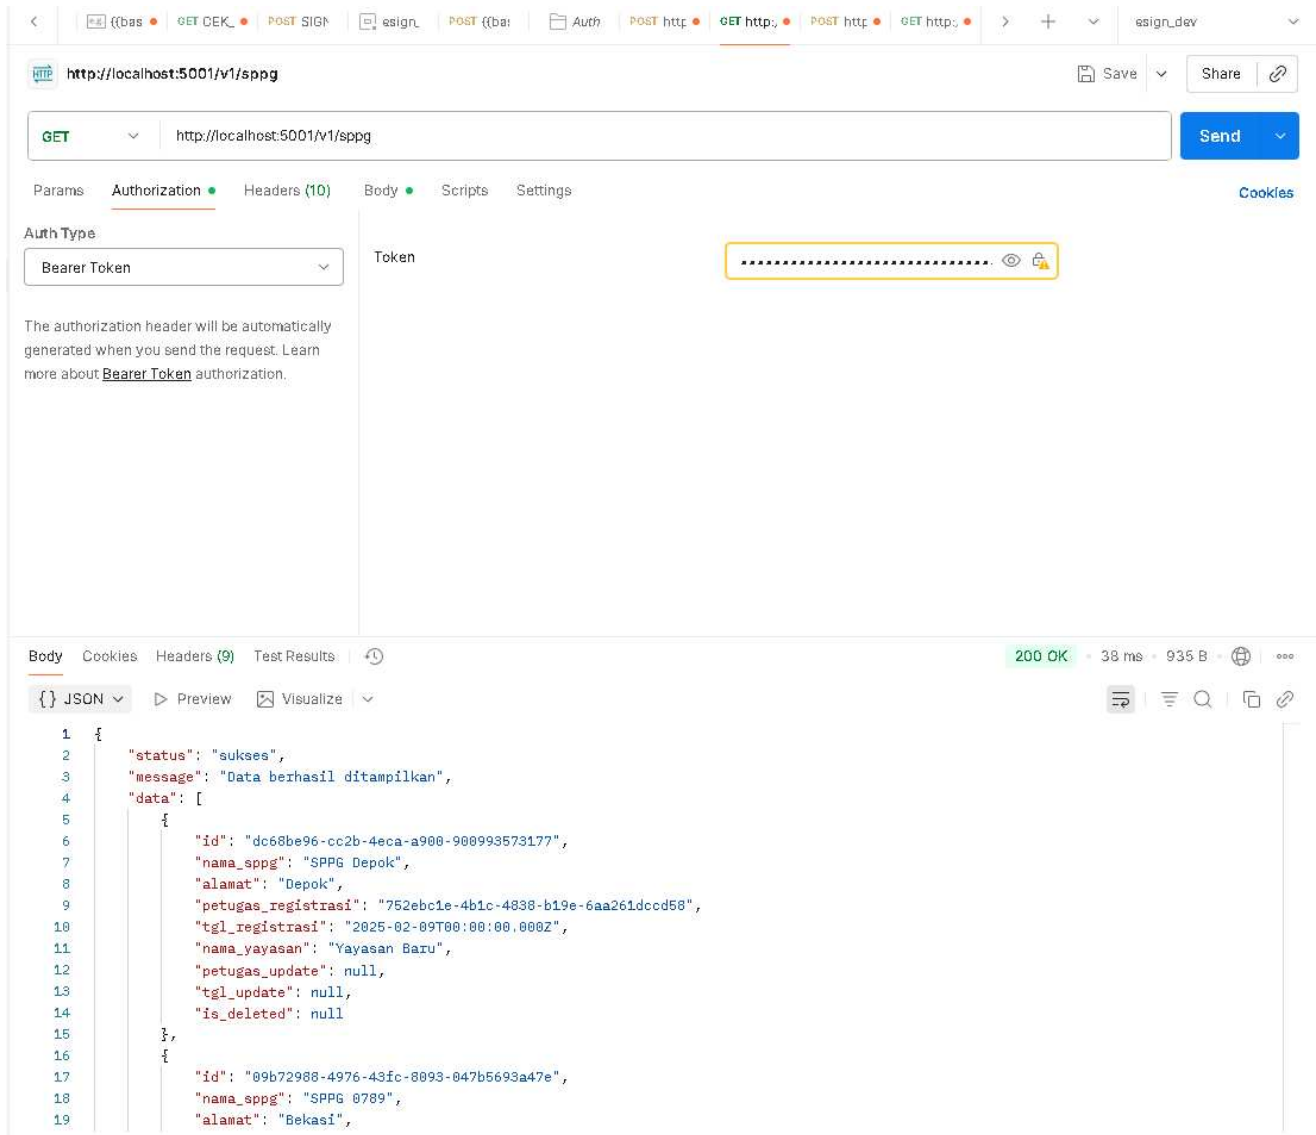 {{bas GET CEK_ POST SIGN esign_ POST {{ba: Auth POST http GET http:, POST http GET http:, esign_dev
HTTP http://localhost:5001/v1/sppg Save Share
GET http://localhost:5001/v1/sppg Send
Params Authorization Headers (10) Body Scripts Settings Cookies
Auth Type
Bearer Token
Token
The authorization header will be automatically
generated when you send the request. Learn
more about Bearer Token authorization.
Body Cookies Headers (9) Test Results 200 OK 38 ms 935 B
{} JSON Preview Visualize
1 {
2 "status": "sukses",
3 "message": "Data berhasil ditampilkan",
4 "data": [
5 {
6 "id": "dc68be96-cc2b-4eca-a900-900993573177",
7 "nama_sppg": "SPPG Depok",
8 "alamat": "Depok",
9 "petugas_registrasi": "752ebc1e-4b1c-4838-b19e-6aa261dccd58",
10 "tgl_registrasi": "2025-02-09T00:00:00.000Z",
11 "nama_yayasan": "Yayasan Baru",
12 "petugas_update": null,
13 "tgl_update": null,
14 "is_deleted": null
15 },
16 {
17 "id": "09b72988-4976-43fc-8093-047b5693a47e",
18 "nama_sppg": "SPPG 0789",
19 "alamat": "Bekasi",